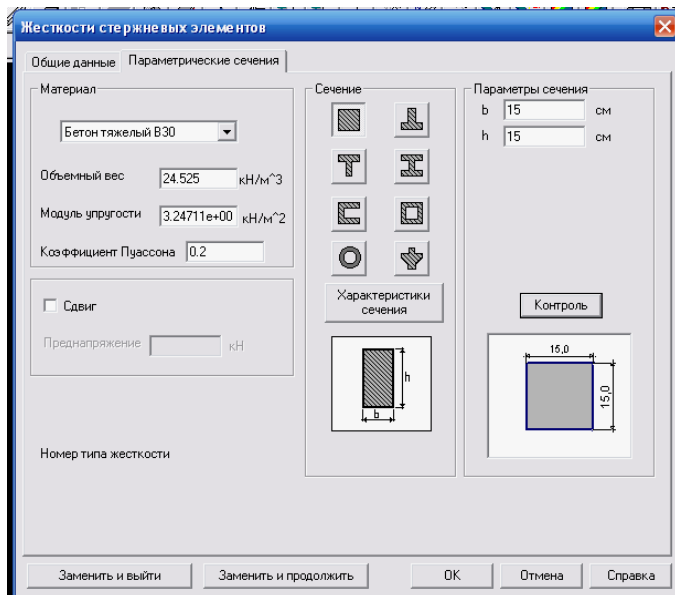 Жесткости стержневых элементов
Общие данные
Параметрические сечения
Материал
Бетон тяжелый B30
Объемный вес
24.525
кН/м^3
Модуль упругости
3.24711e+00
кН/м^2
Коэффициент Пуассона
0.2
Сдвиг
Преднапряжение
кН
Номер типа жесткости
Сечение
Характеристики
сечения
h
b
Параметры сечения
b
15
см
h
15
см
Контроль
15,0
15,0
Заменить и выйти
Заменить и продолжить
OK
Отмена
Справка